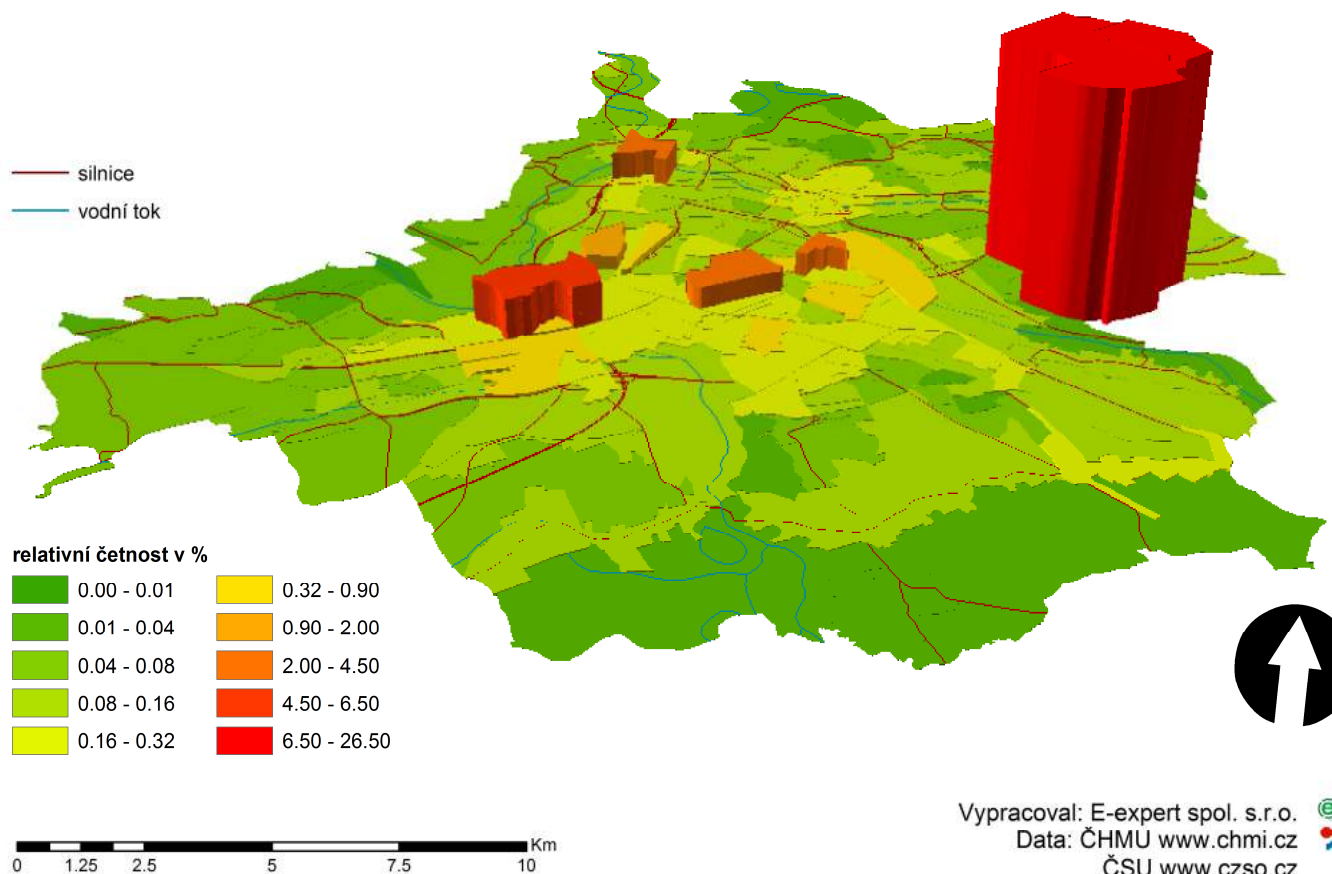 silnice
vodní tok
relativní četnost v %
0.00 - 0.01
0.01 - 0.04
0.04 - 0.08
0.08 - 0.16
0.16 - 0.32
0.32 - 0.90
0.90 - 2.00
2.00 - 4.50
4.50 - 6.50
6.50 - 26.50
Km
0 1.25 2.5 5 7.5 10
Vypracoval: E-expert spol. s.r.o.
Data: ČHMU www.chmi.cz
ČSU www.czso.cz